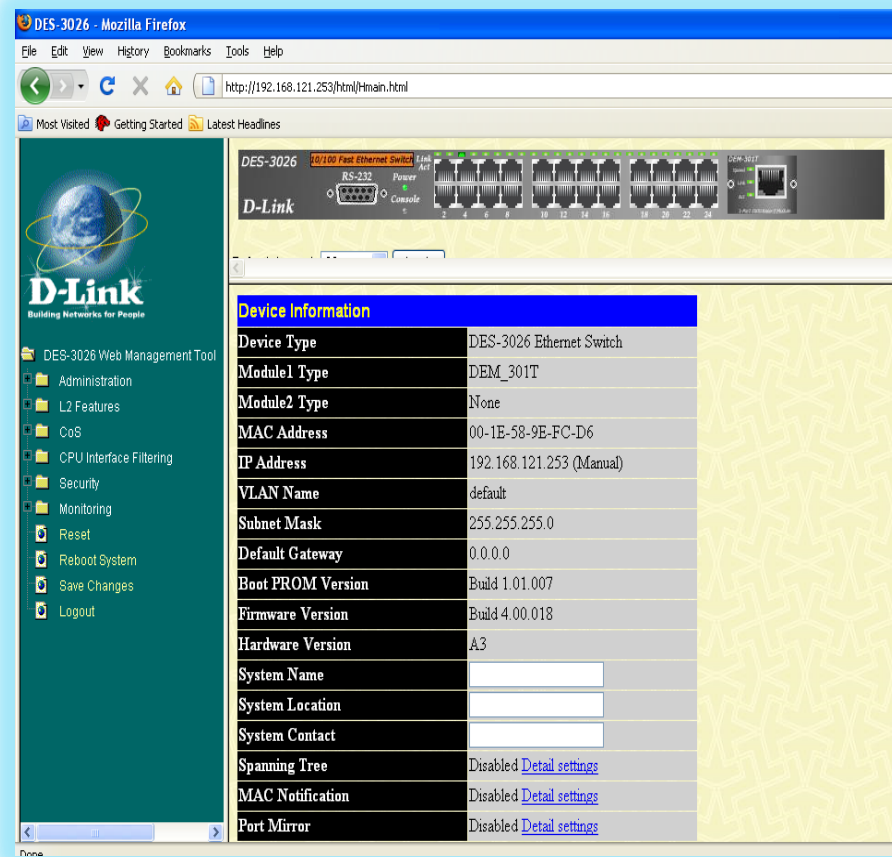 DES-3026 - Mozilla Firefox
File Edit View History Bookmarks Tools Help
http://192.168.121.253/html/Hmain.html
Most Visited Getting Started Latest Headlines
DES-3026 10/100 Fast Ethernet Switch Link Act DEM-301T
RS-232 Power
Console
D-Link
2 4 6 8 10 12 14 16 18 20 22 24
D-Link
Building Networks for People
DES-3026 Web Management Tool
Administration
L2 Features
CoS
CPU Interface Filtering
Security
Monitoring
Reset
Reboot System
Save Changes
Logout
Device Information
Device Type DES-3026 Ethernet Switch
Module1 Type DEM_301T
Module2 Type None
MAC Address 00-1E-58-9E-FC-D6
IP Address 192.168.121.253 (Manual)
VLAN Name default
Subnet Mask 255.255.255.0
Default Gateway 0.0.0.0
Boot PROM Version Build 1.01.007
Firmware Version Build 4.00.018
Hardware Version A3
System Name
System Location
System Contact
Spanning Tree Disabled Detail settings
MAC Notification Disabled Detail settings
Port Mirror Disabled Detail settings
Done